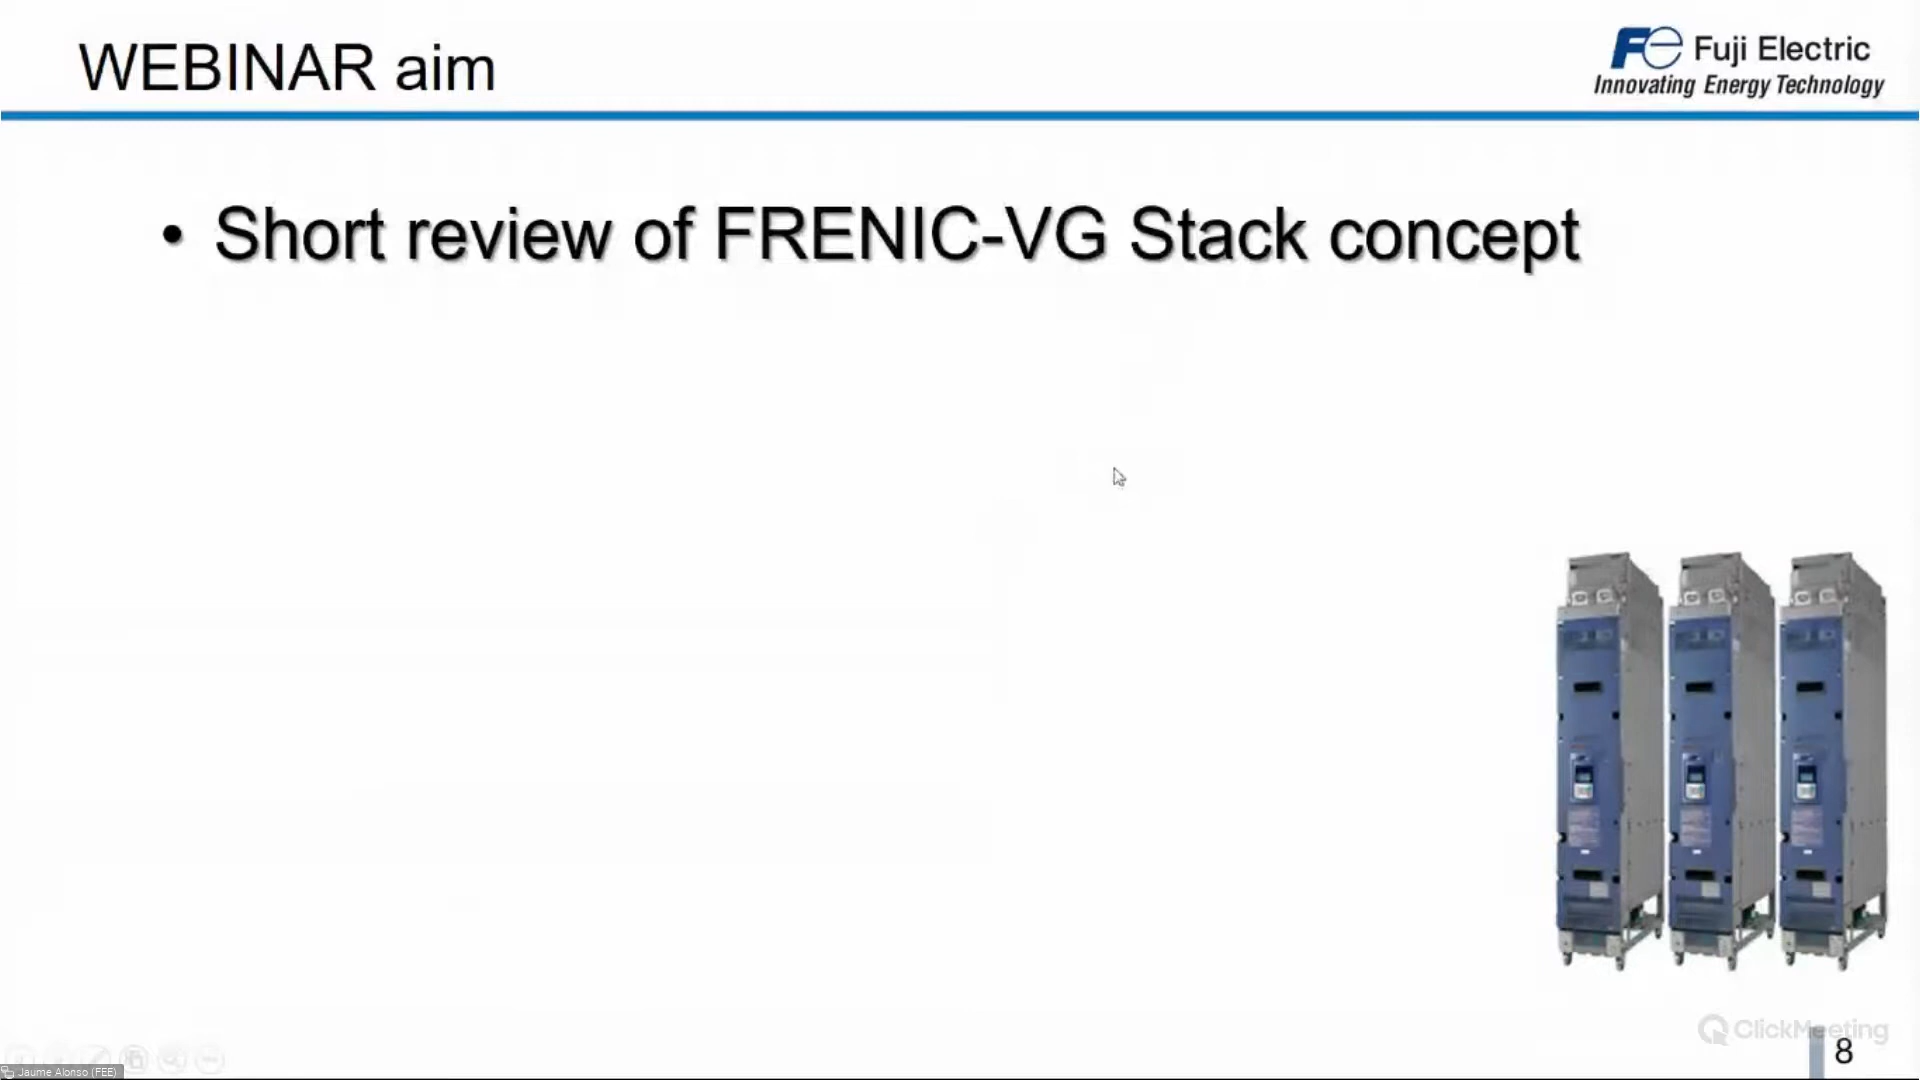 WEBINAR aim
Fe Fuji Electric
Innovating Energy Technology
• Short review of FRENIC-VG Stack concept
ClickMeeting
8
Jaume Alonso (FEE)